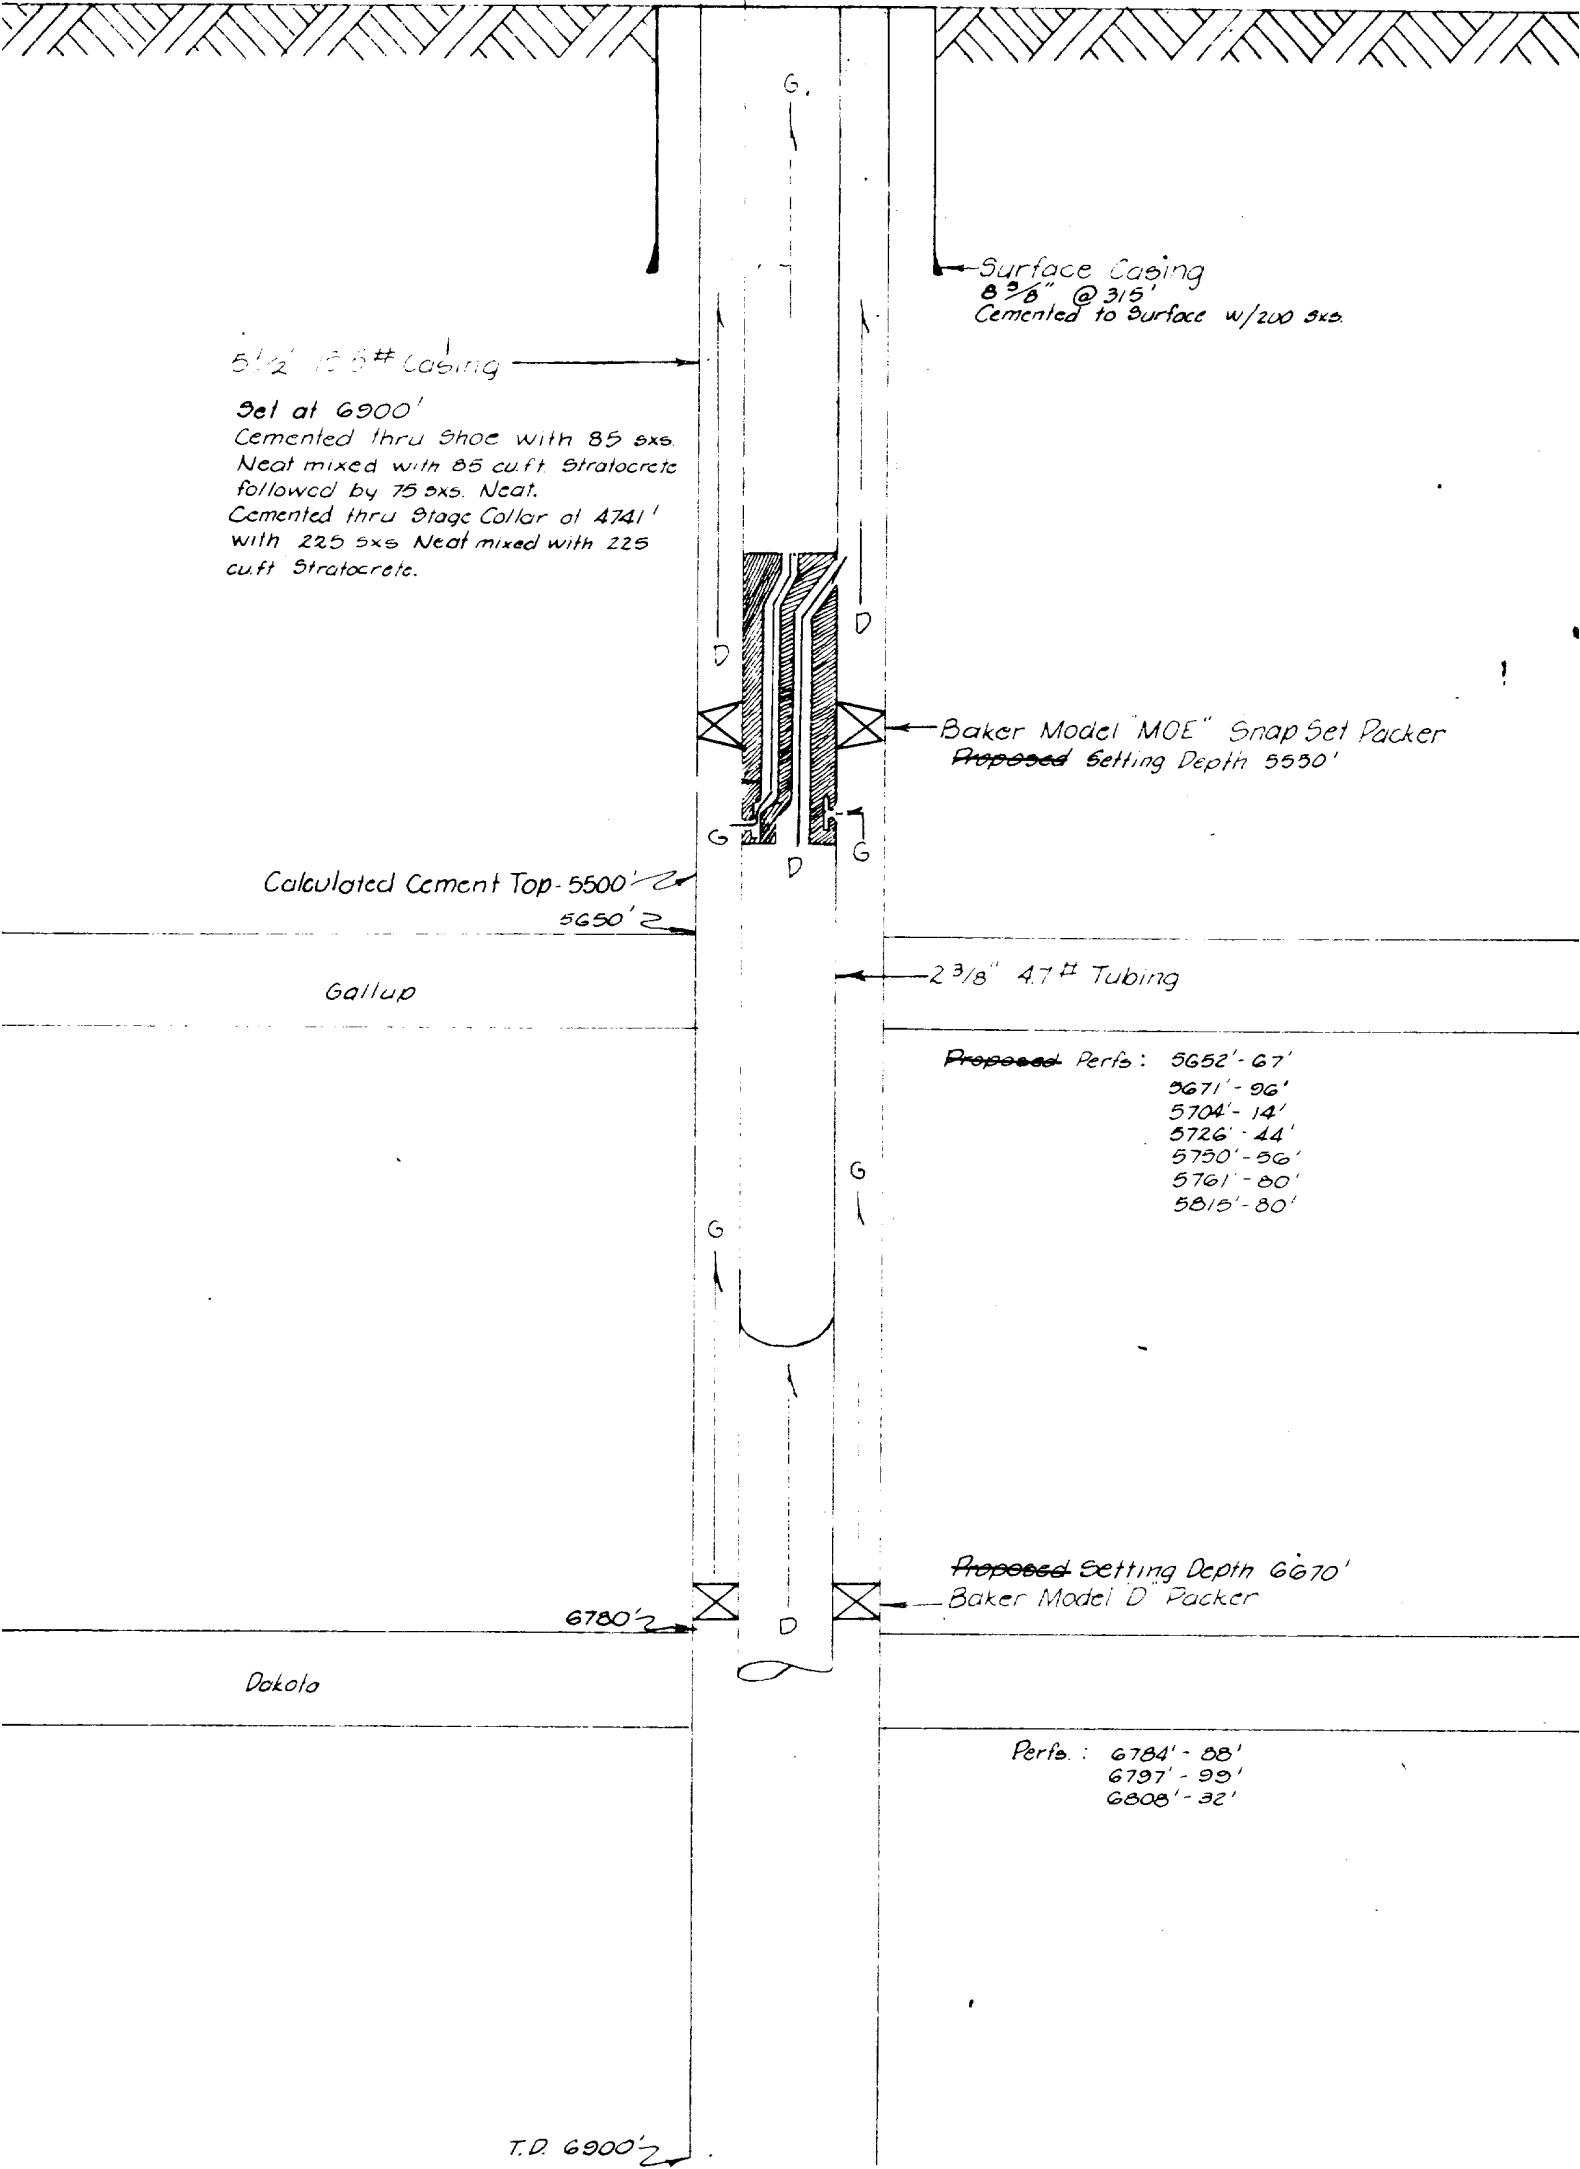 G.
Surface Casing
8 5/8" @ 315'
Cemented to Surface w/200 sxs.
5 1/2" # Casing
Set at 6900'
Cemented thru Shoe with 85 sxs.
Neat mixed with 85 cu.ft. Stratocrete
followed by 75 sxs. Neat.
Cemented thru Stage Collar at 4741'
with 225 sxs Neat mixed with 225
cu.ft Stratocrete.
D
D
Baker Model "MOE" Snap Set Packer
Proposed Setting Depth 5550'
G
D
G
Calculated Cement Top-5500'
5650'
Gallup
2 3/8" 4.7# Tubing
Proposed Perfs: 5652'-67'
5671'-96'
5704'-14'
5726'-44'
5750'-56'
5761'-80'
5815'-80'
G
G
Proposed Setting Depth 6670'
Baker Model "D" Packer
6780'
D
Dakota
Perfs.: 6784'-88'
6797'-99'
6808'-32'
T.D. 6900'